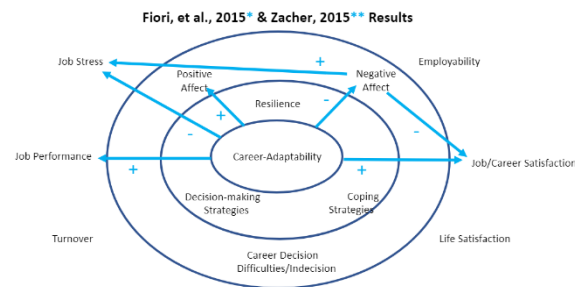 Fiori, et al., 2015* & Zacher, 2015** Results
Job Stress
+
Employability
Positive
Affect
Negative
Affect
Resilience
+
-
-
-
Job Performance
Career-Adaptability
Job/Career Satisfaction
+
+
Decision-making
Strategies
Coping
Strategies
Turnover
Life Satisfaction
Career Decision
Difficulties/Indecision